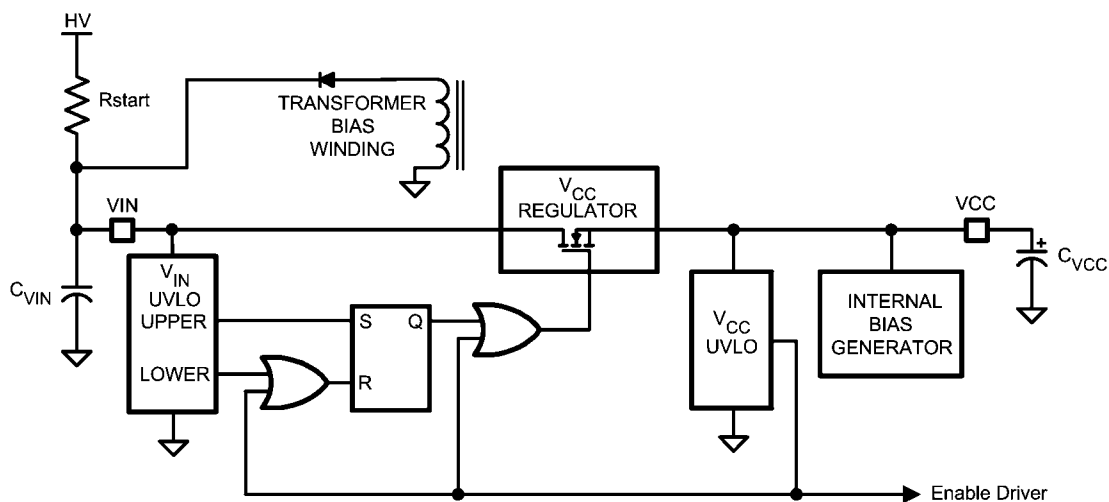 HV
Rstart
TRANSFORMER
BIAS
WINDING
VIN
VCC
REGULATOR
VCC
CVCC
CVIN
VIN
UVLO
UPPER
LOWER
S
Q
R
VCC
UVLO
INTERNAL
BIAS
GENERATOR
Enable Driver